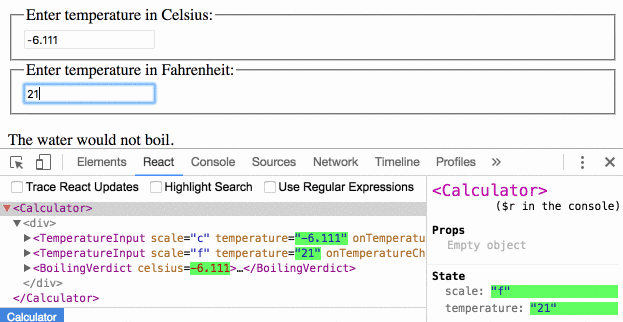 Enter temperature in Celsius:
-6.111
Enter temperature in Fahrenheit:
21
The water would not boil.
Elements React Console Sources Network Timeline Profiles »
Trace React Updates Highlight Search Use Regular Expressions
<Calculator>
<div>
<TemperatureInput scale="c" temperature="-6.111" onTemperatu
<TemperatureInput scale="f" temperature="21" onTemperatureCh
<BoilingVerdict celsius=-6.111>…</BoilingVerdict>
</div>
</Calculator>
Calculator
<Calculator>
($r in the console)
Props
Empty object
State
scale: "f"
temperature: "21"